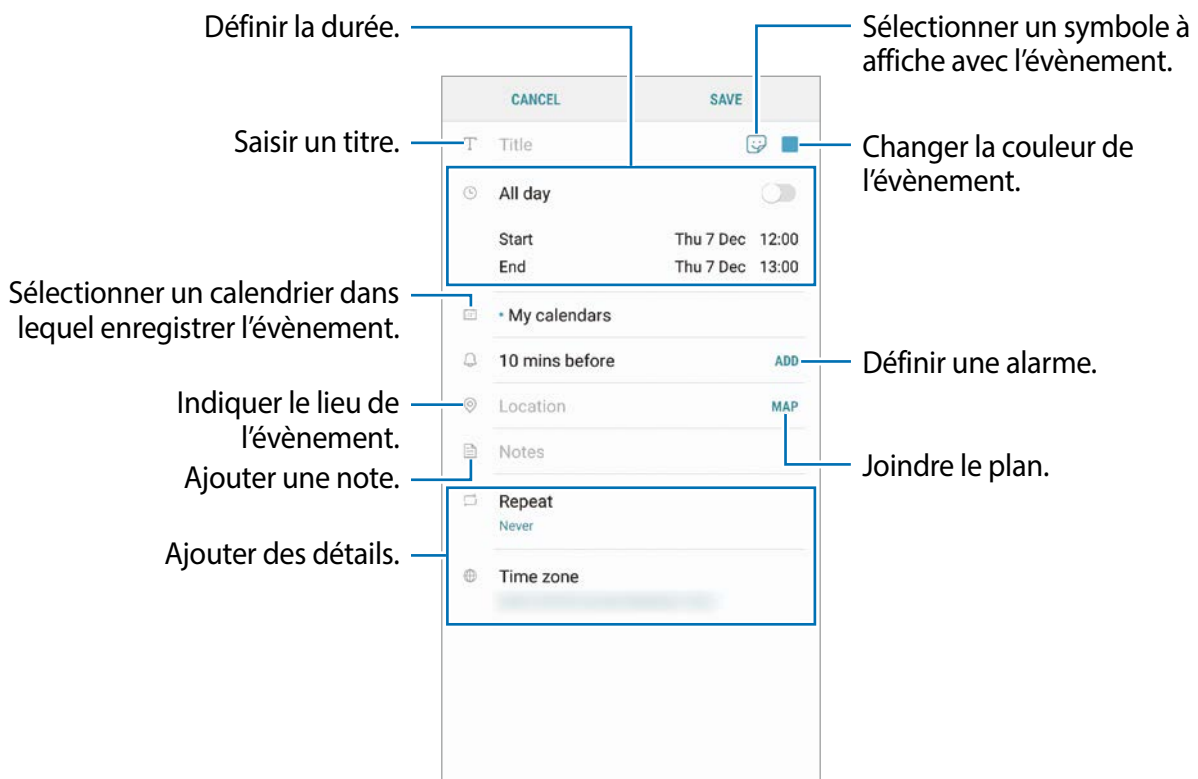 Définir la durée.
Sélectionner un symbole à
affiche avec l'évènement.
CANCEL SAVE
Saisir un titre.
Title
Changer la couleur de
l'évènement.
All day
Start Thu 7 Dec 12:00
End Thu 7 Dec 13:00
Sélectionner un calendrier dans
lequel enregistrer l'évènement.
• My calendars
10 mins before ADD
Définir une alarme.
Indiquer le lieu de
l'évènement.
Location MAP
Ajouter une note.
Notes
Joindre le plan.
Repeat
Never
Ajouter des détails.
Time zone